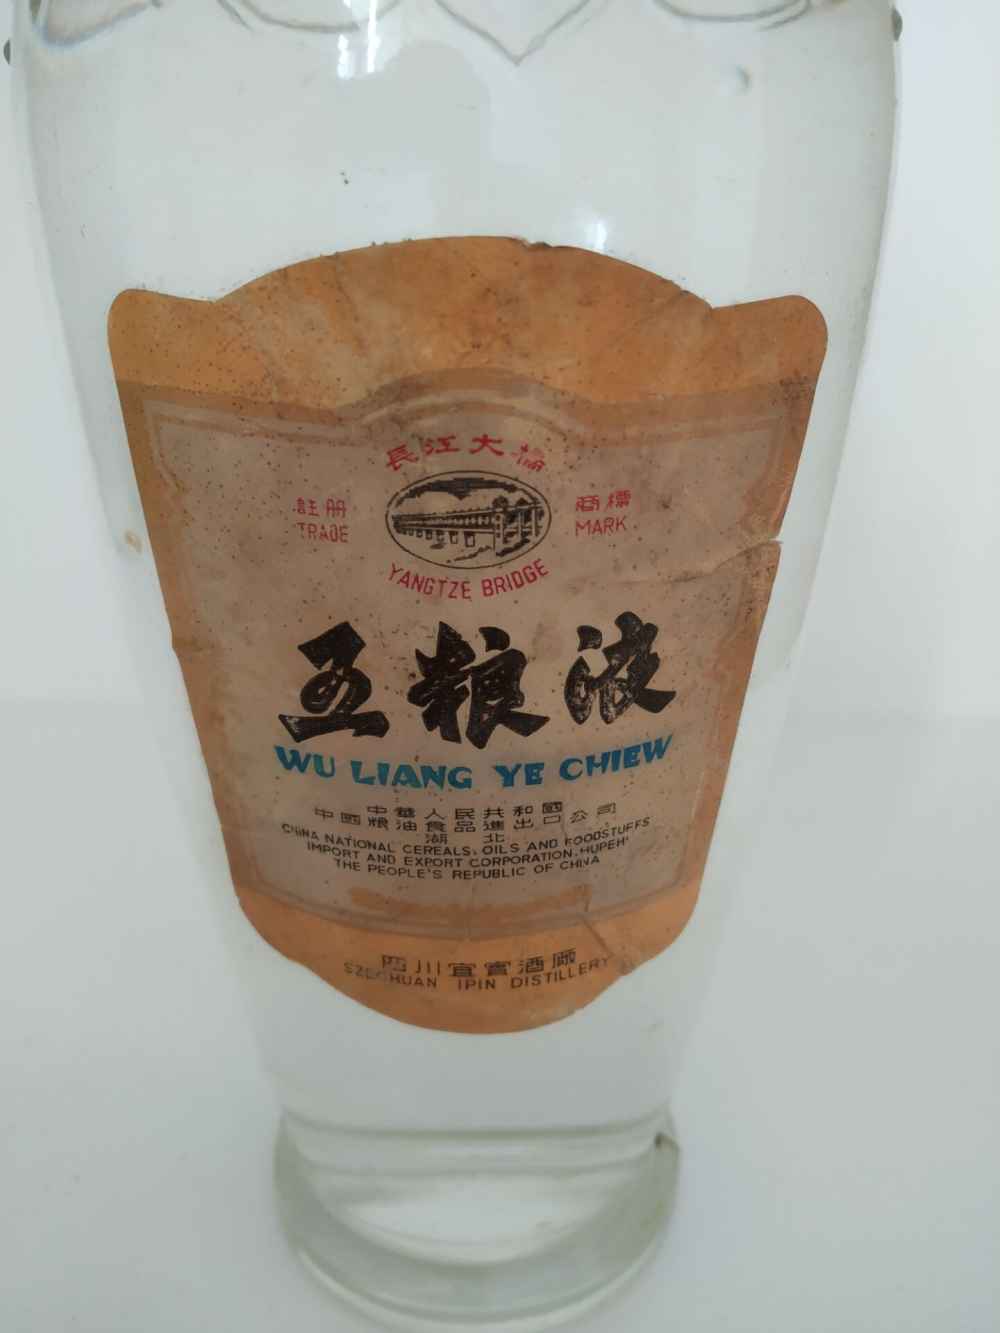 長江大橋
註册 商標
TRADE MARK
YANGTZE BRIDGE
五粮液
WU LIANG YE CHIEW
中華人民共和國
中國糧油食品進出口公司
湖北
CHINA NATIONAL CEREALS, OILS AND FOODSTUFFS
IMPORT AND EXPORT CORPORATION, HUPEH
THE PEOPLE'S REPUBLIC OF CHINA
四川宜賓酒廠
SZECHUAN IPIN DISTILLERY